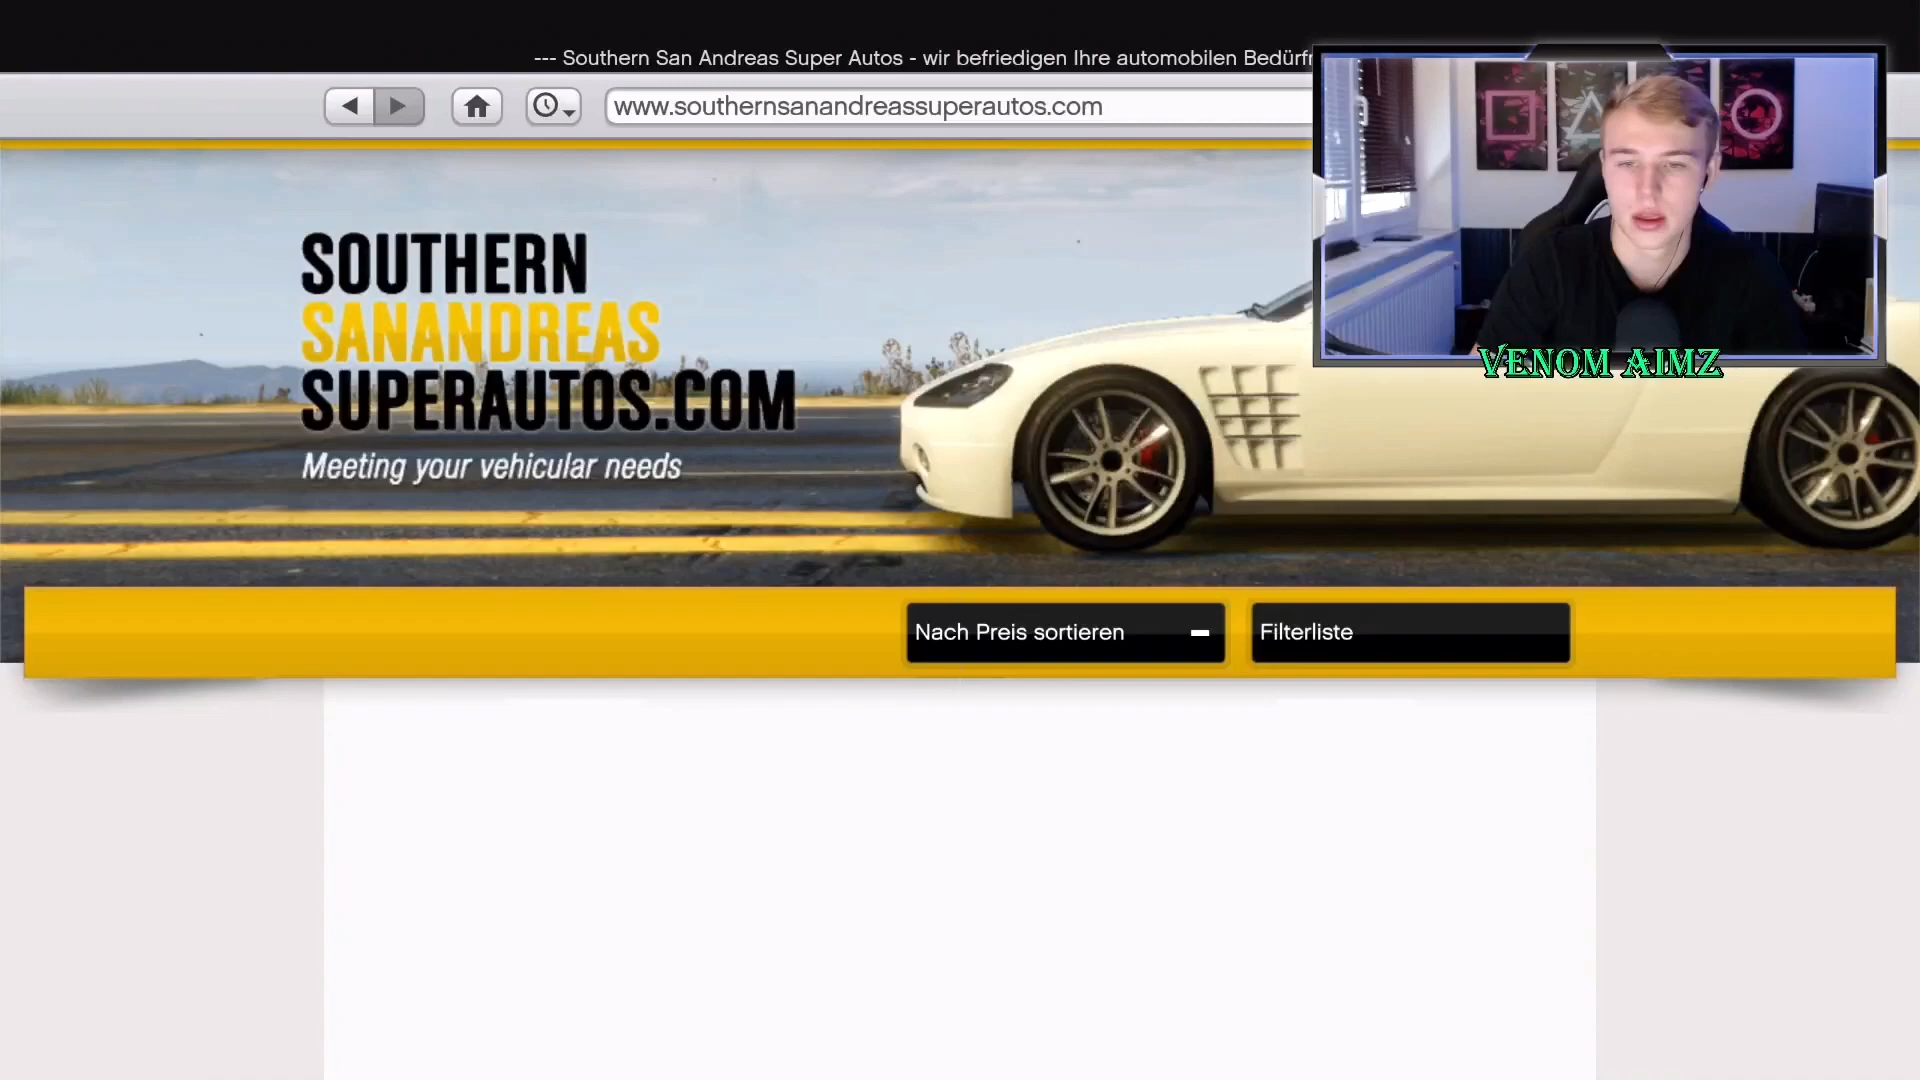 --- Southern San Andreas Super Autos - wir befriedigen Ihre automobilen
www.southernsanandreassuperautos.com
SOUTHERN
SANANDREAS
SUPERAUTOS.COM
Meeting your vehicular needs
VENOM AIMZ
Nach Preis sortieren
Filterliste